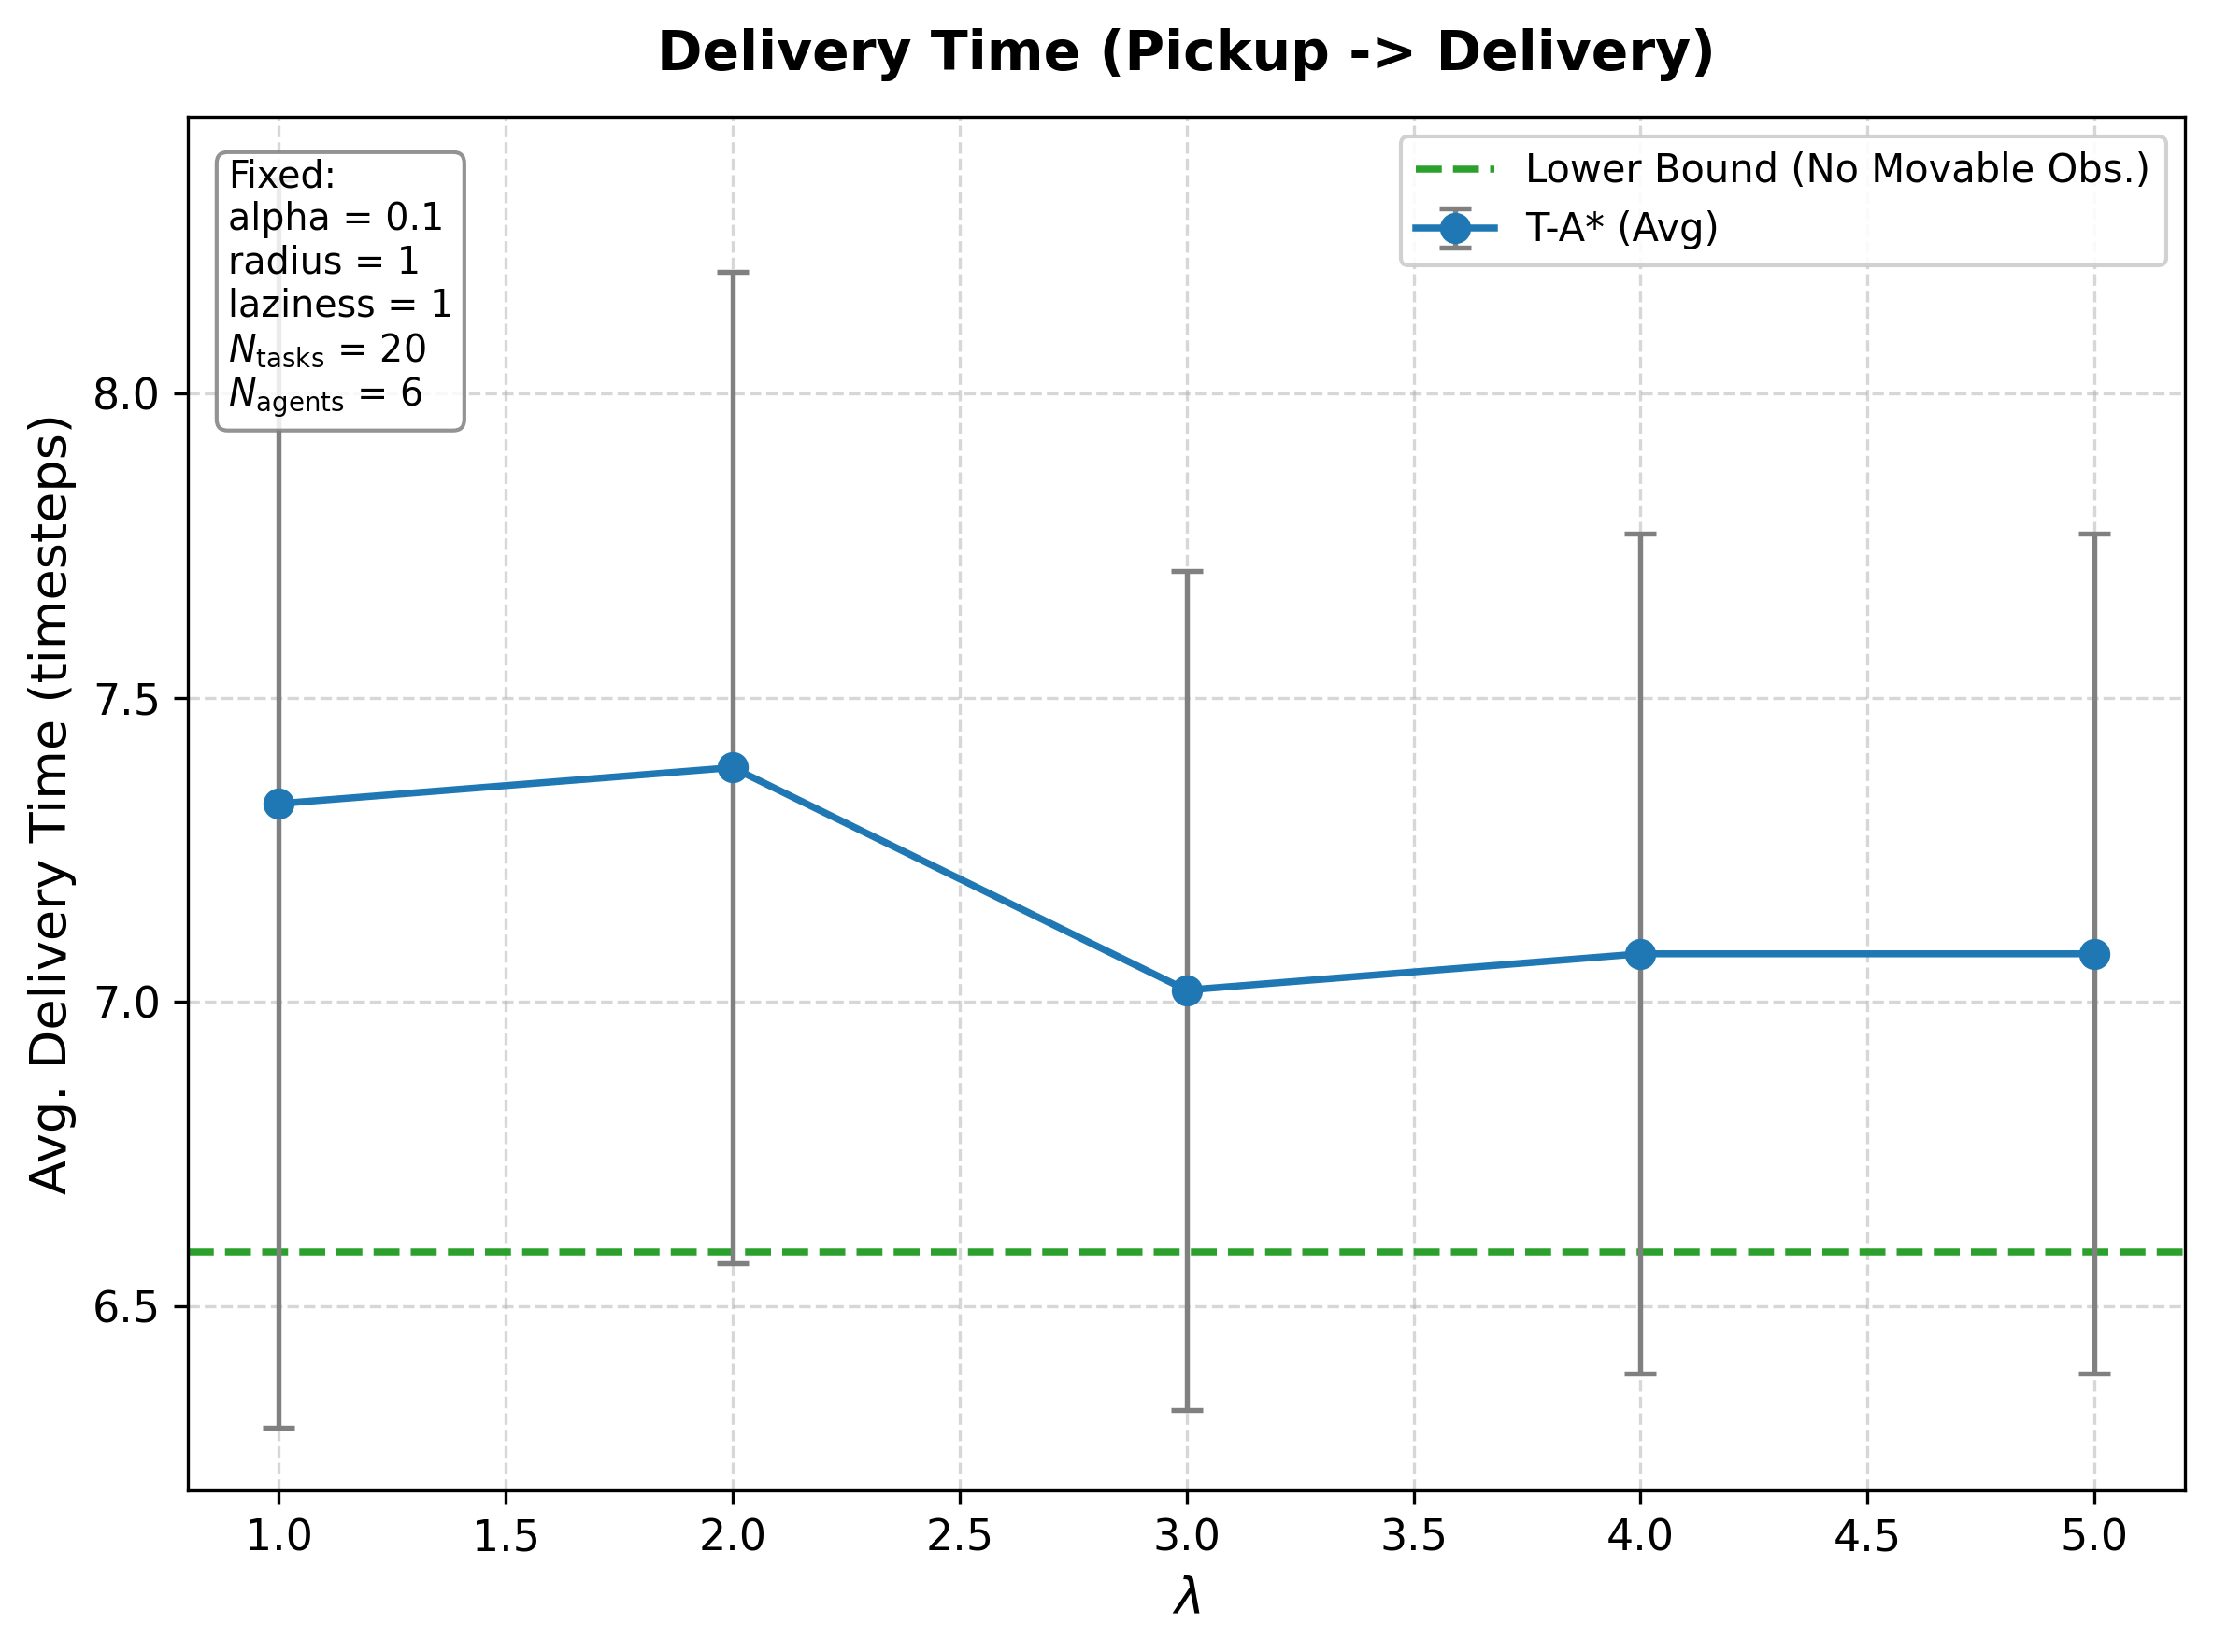 Delivery Time (Pickup -> Delivery)
Fixed:
alpha = 0.1
radius = 1
laziness = 1
N_tasks = 20
N_agents = 6
Lower Bound (No Movable Obs.)
T-A* (Avg)
Avg. Delivery Time (timesteps)
8.0
7.5
7.0
6.5
1.0 1.5 2.0 2.5 3.0 3.5 4.0 4.5 5.0
λ